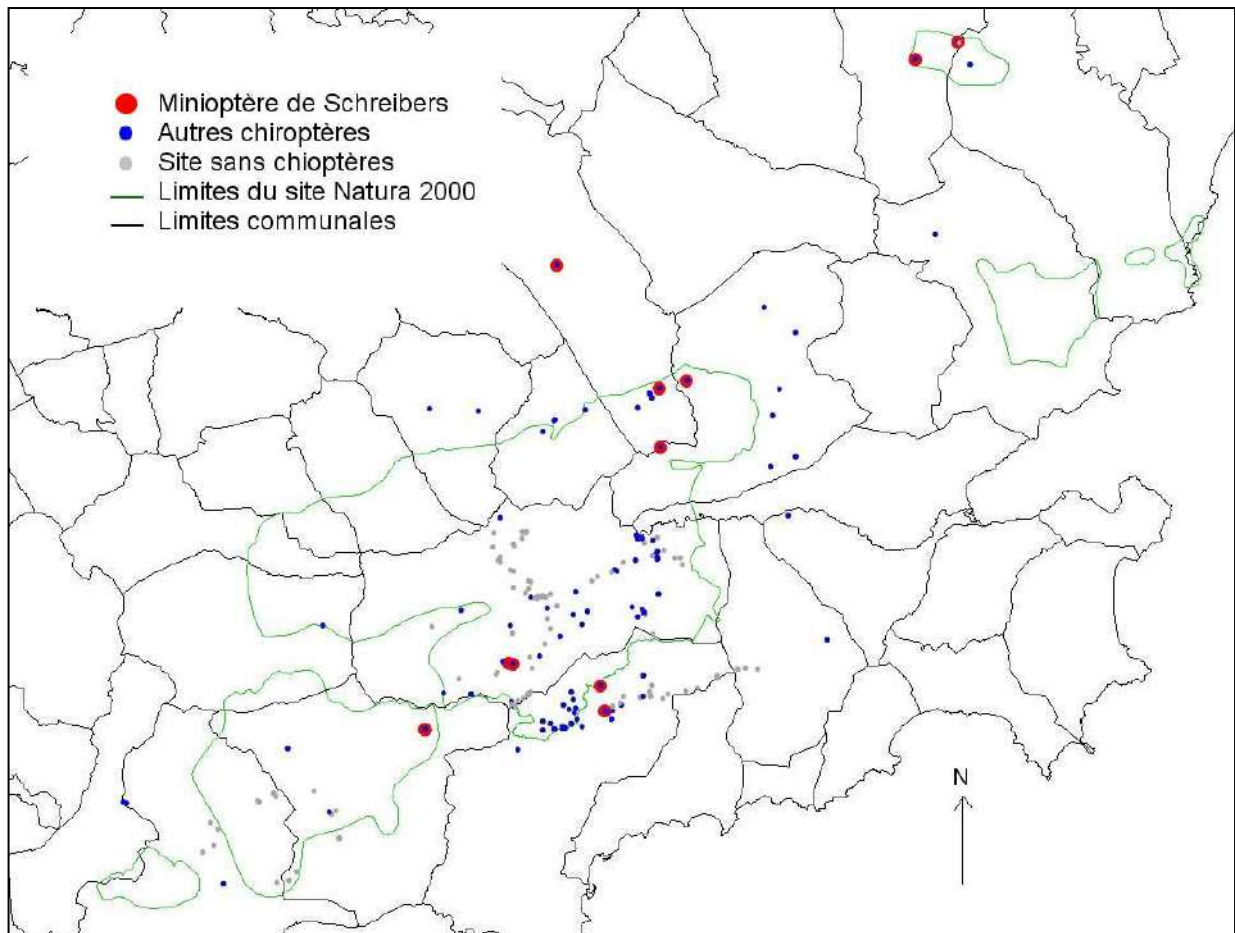 Minioptère de Schreibers
Autres chiroptères
Site sans chioptères
Limites du site Natura 2000
Limites communales
N